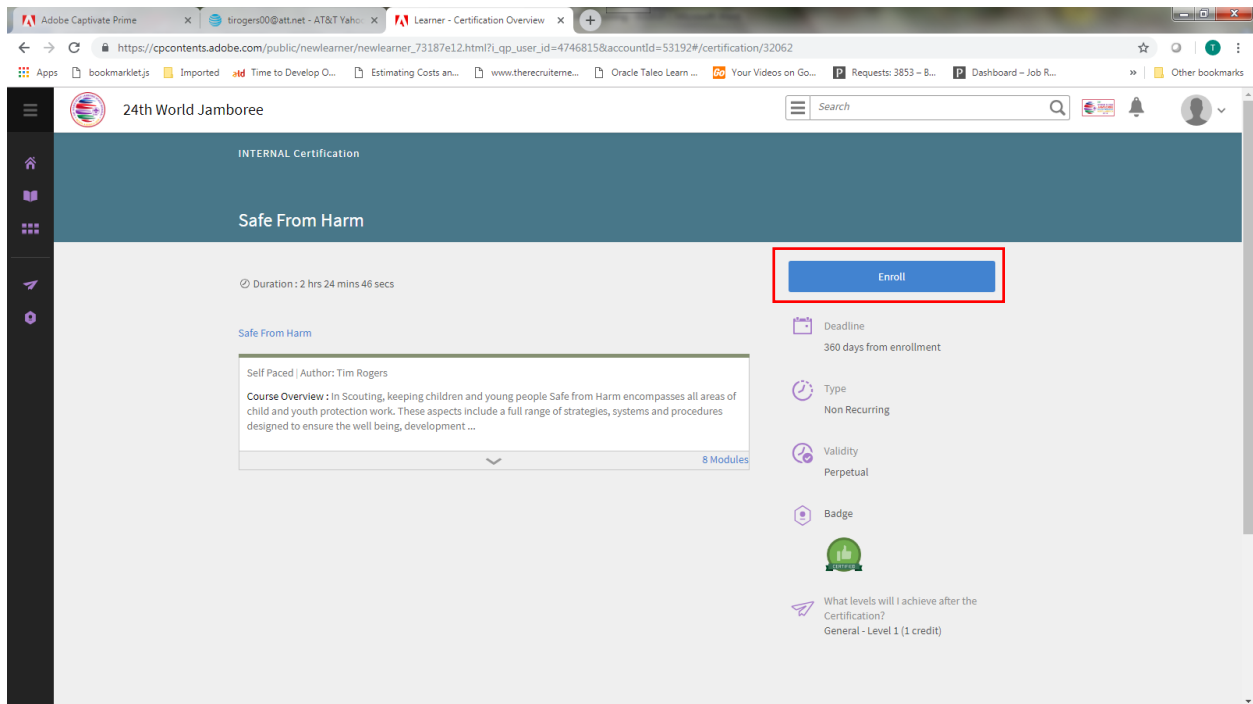 Adobe Captivate Prime
tirogers00@att.net - AT&T Yaho
Learner - Certification Overview
https://cpcontents.adobe.com/public/newlearner/newlearner_73187e12.html?i_qp_user_id=4746815&accountId=53192#/certification/32062
T
Apps bookmarklet.js Imported atd Time to Develop O... Estimating Costs an... www.therecruiterne... Oracle Taleo Learn ... GO Your Videos on Go... P Requests: 3853 – B... P Dashboard – Job R... » Other bookmarks
24th World Jamboree
Search
INTERNAL Certification
Safe From Harm
Enroll
Duration : 2 hrs 24 mins 46 secs
Safe From Harm
Self Paced | Author: Tim Rogers
Course Overview : In Scouting, keeping children and young people Safe from Harm encompasses all areas of
child and youth protection work. These aspects include a full range of strategies, systems and procedures
designed to ensure the well being, development ...
8 Modules
Deadline
360 days from enrollment
Type
Non Recurring
Validity
Perpetual
Badge
CERTIFIED
What levels will I achieve after the
Certification?
General - Level 1 (1 credit)